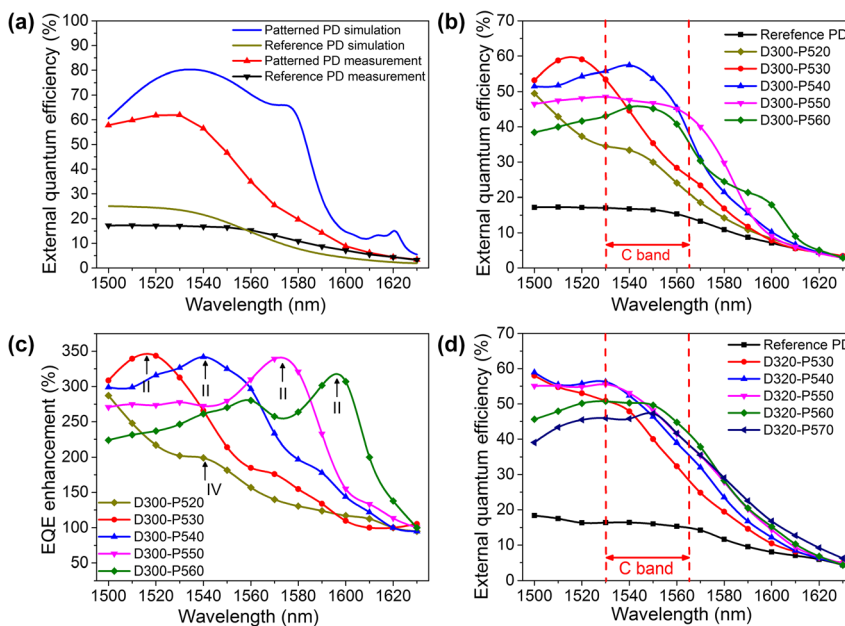 (a)
Patterned PD simulation
Reference PD simulation
Patterned PD measurement
Reference PD measurement
External quantum efficiency (%)
100
90
80
70
60
50
40
30
20
10
0
1500 1520 1540 1560 1580 1600 1620
Wavelength (nm)
(b)
Rerefence PD
D300-P520
D300-P530
D300-P540
D300-P550
D300-P560
External quantum efficiency (%)
70
60
50
40
30
20
10
0
C band
1500 1520 1540 1560 1580 1600 1620
Wavelength (nm)
(c)
EQE enhancement (%)
350
300
250
200
150
100
50
II
II
II
II
IV
D300-P520
D300-P530
D300-P540
D300-P550
D300-P560
1500 1520 1540 1560 1580 1600 1620
Wavelength (nm)
(d)
Reference PD
D320-P530
D320-P540
D320-P550
D320-P560
D320-P570
External quantum efficiency (%)
70
60
50
40
30
20
10
0
C band
1500 1520 1540 1560 1580 1600 1620
Wavelength (nm)